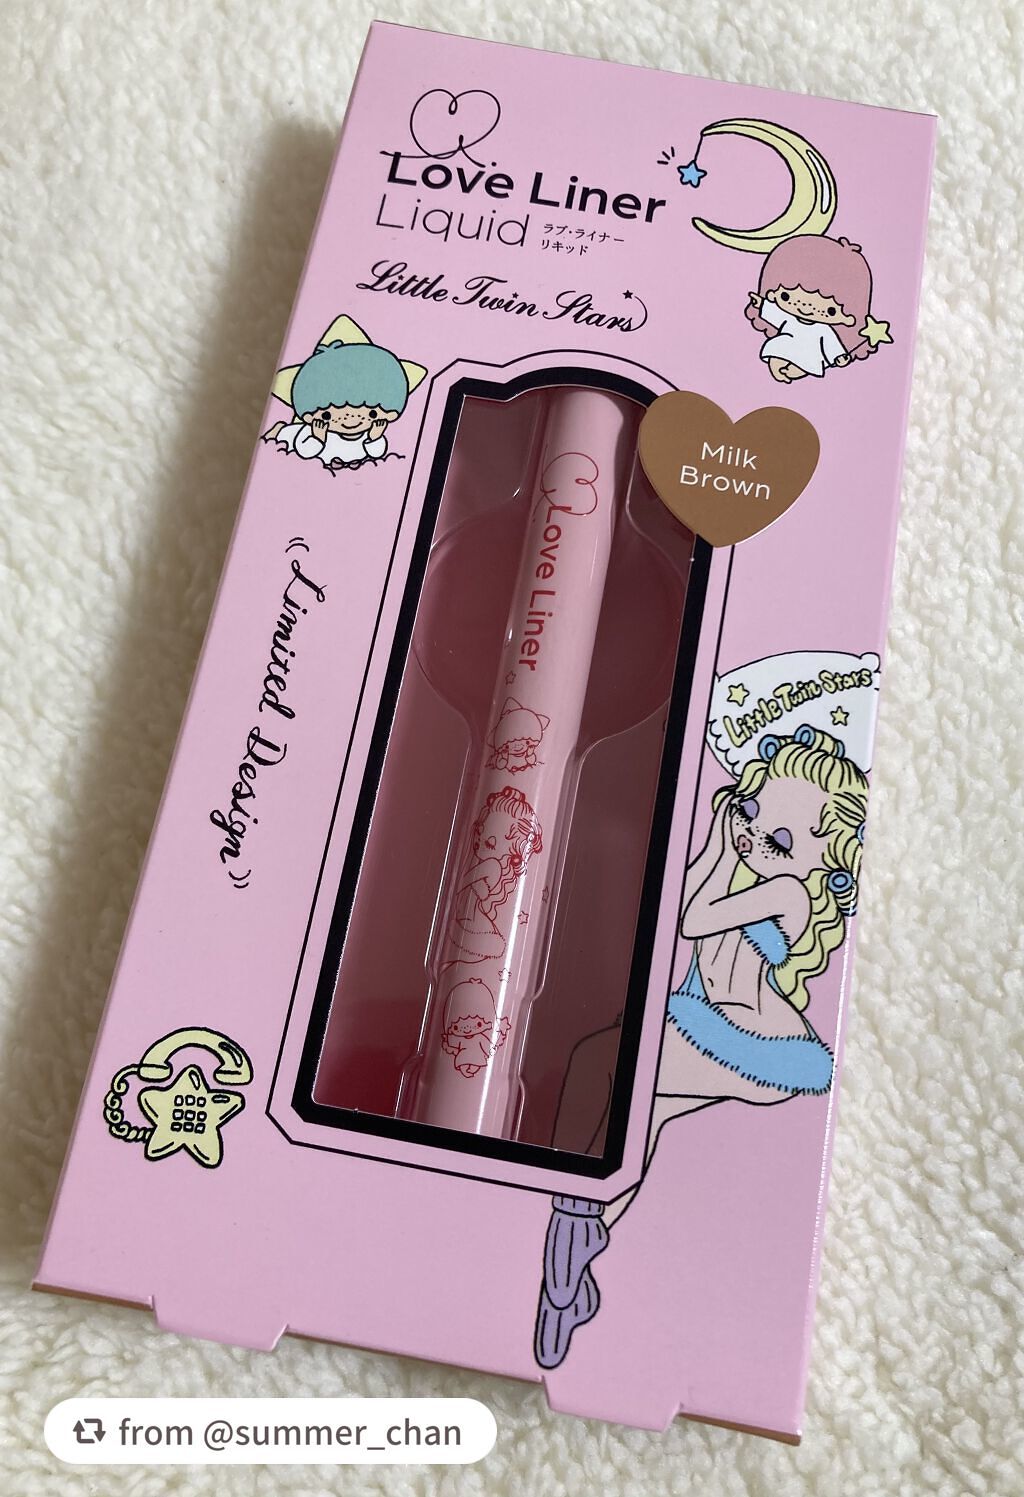 Love Liner
Liquid
ラブ・ライナー
リキッド
Little Twin Stars
Milk
Brown
Love Liner
Limited Design
Little Twin Stars
from @summer_chan